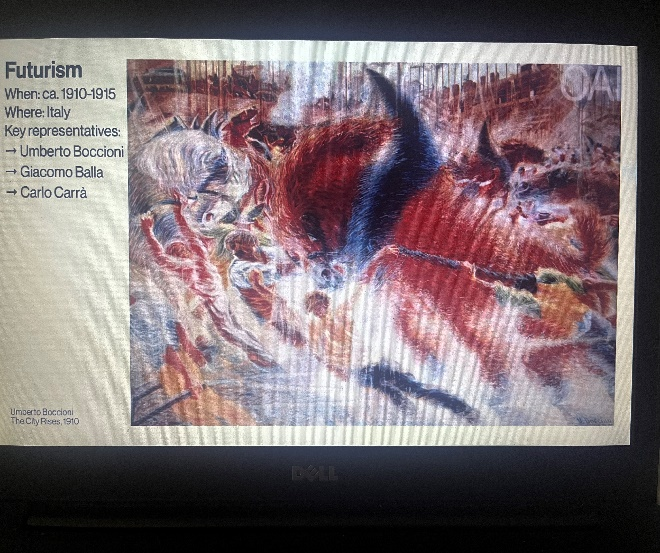 Futurism
When: ca. 1910-1915
Where: Italy
Key representatives:
→ Umberto Boccioni
→ Giacomo Balla
→ Carlo Carrà
OA
Umberto Boccioni
The City Rises, 1910
DELL